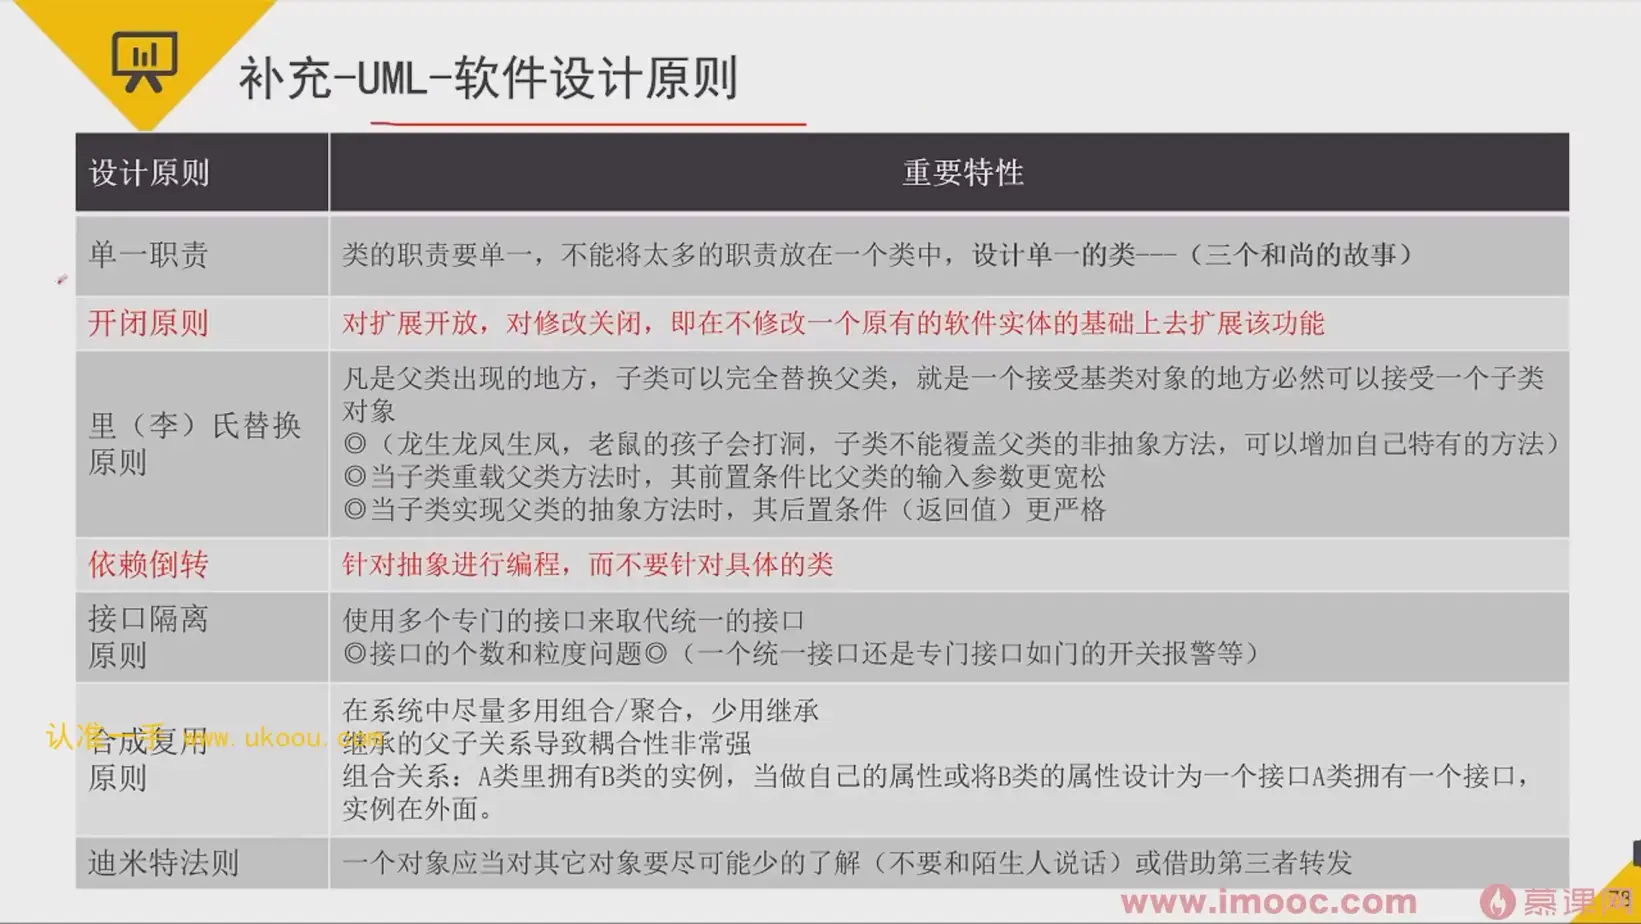 补充-UML-软件设计原则
设计原则
重要特性
单一职责
类的职责要单一，不能将太多的职责放在一个类中，设计单一的类---（三个和尚的故事）
开闭原则
对扩展开放，对修改关闭，即在不修改一个原有的软件实体的基础上去扩展该功能
里（李）氏替换
原则
凡是父类出现的地方，子类可以完全替换父类，就是一个接受基类对象的地方必然可以接受一个子类
对象
◎（龙生龙凤生凤，老鼠的孩子会打洞，子类不能覆盖父类的非抽象方法，可以增加自己特有的方法）
◎当子类重载父类方法时，其前置条件比父类的输入参数更宽松
◎当子类实现父类的抽象方法时，其后置条件（返回值）更严格
依赖倒转
针对抽象进行编程，而不要针对具体的类
接口隔离
原则
使用多个专门的接口来取代统一的接口
◎接口的个数和粒度问题◎（一个统一接口还是专门接口如门的开关报警等）
合成复用
原则
在系统中尽量多用组合/聚合，少用继承
继承的父子关系导致耦合性非常强
组合关系：A类里拥有B类的实例，当做自己的属性或将B类的属性设计为一个接口A类拥有一个接口，
实例在外面。
认准一手 www.ukoou.com
迪米特法则
一个对象应当对其它对象要尽可能少的了解（不要和陌生人说话）或借助第三者转发
www.imooc.com
慕课网